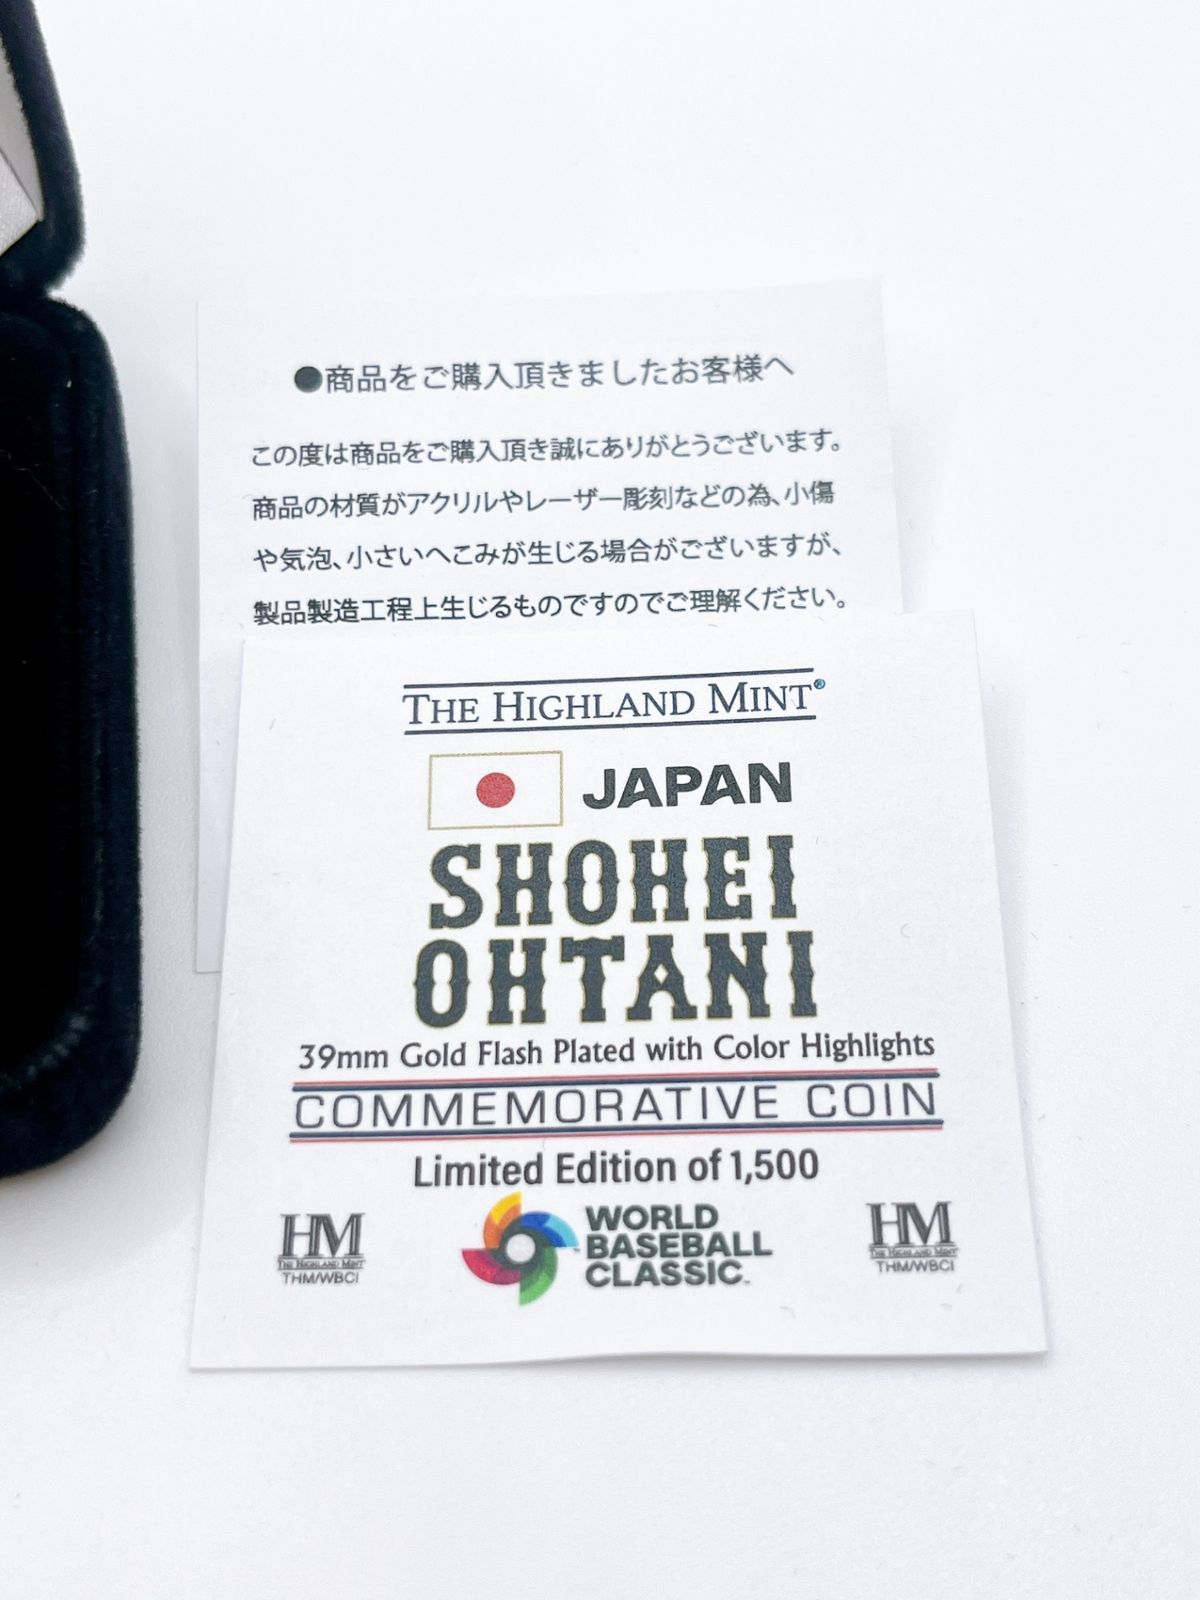 ●商品をご購入頂きましたお客様へ
この度は商品をご購入頂き誠にありがとうございます。
商品の材質がアクリルやレーザー彫刻などの為、小傷
や気泡、小さいへこみが生じる場合がございますが、
製品製造工程上生じるものですのでご理解ください。
THE HIGHLAND MINT®
JAPAN
SHOHEI
OHTANI
39mm Gold Flash Plated with Color Highlights
COMMEMORATIVE COIN
Limited Edition of 1,500
HM
THE HIGHLAND MINT
THM/WBCI
WORLD
BASEBALL
CLASSIC™
HM
THE HIGHLAND MINT
THM/WBCI